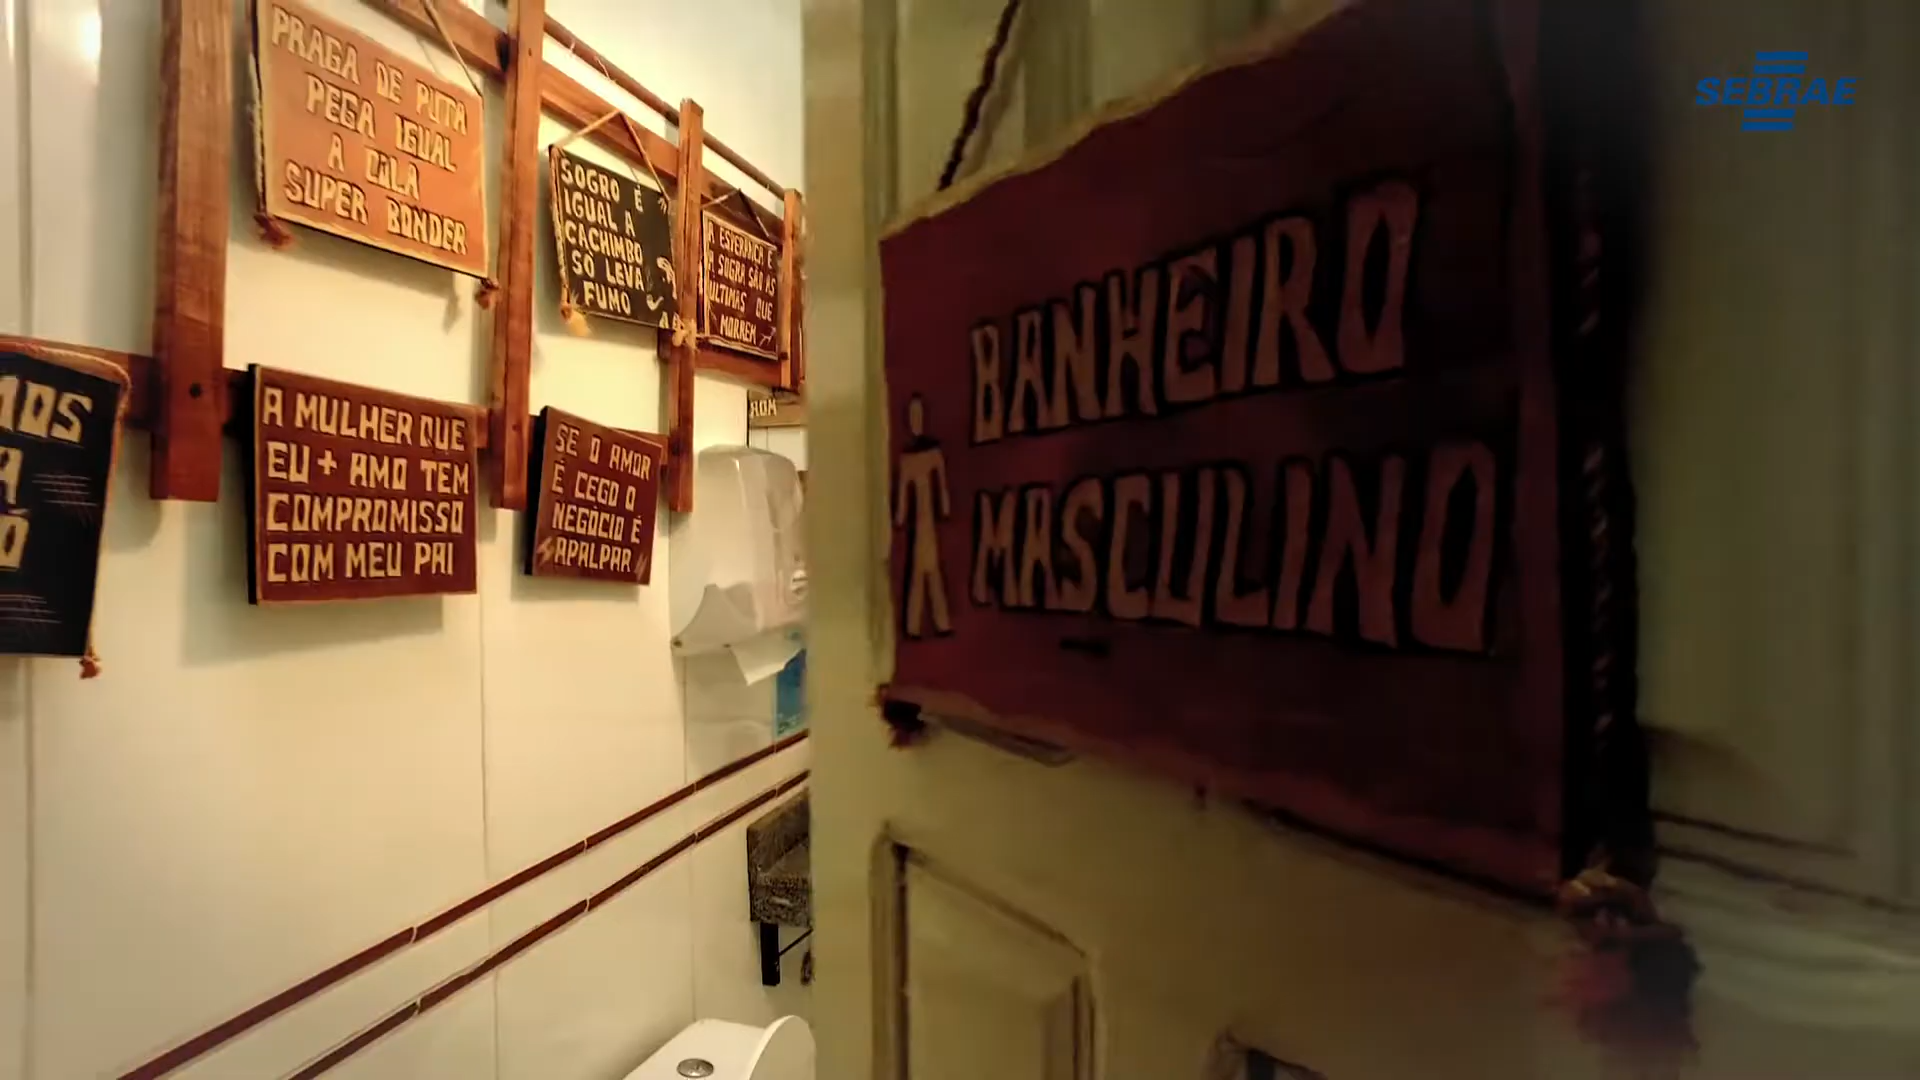 PRAGA DE PUTA
PEGA IGUAL
A COLA
SUPER BONDER
SOGRO É
IGUAL A
CACHIMBO
SÓ LEVA
FUMO
A ESPERANÇA E
A SOGRA SÃO AS
ULTIMAS QUE
MORREM
A MULHER QUE
EU + AMO TEM
COMPROMISSO
COM MEU PAI
SE O AMOR
É CEGO O
NEGÓCIO É
APALPAR
BANHEIRO
MASCULINO
SEBRAE